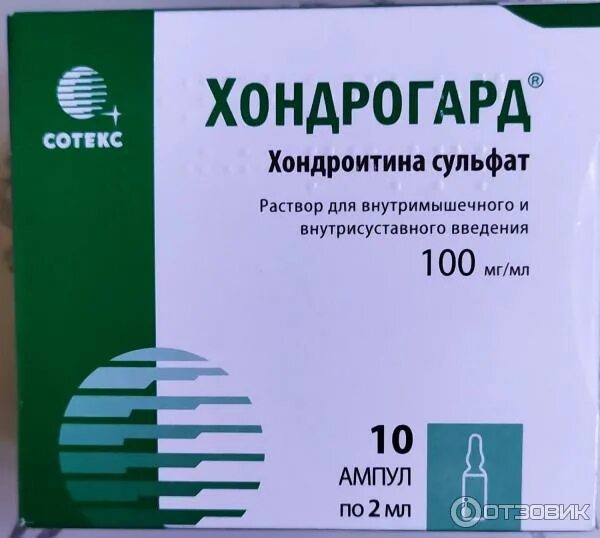 СОТЕКС
ХОНДРОГАРД®
Хондроитина сульфат
Раствор для внутримышечного и
внутрисуставного введения
100 мг/мл
10
АМПУЛ
по 2 мл
ОТЗОВИК